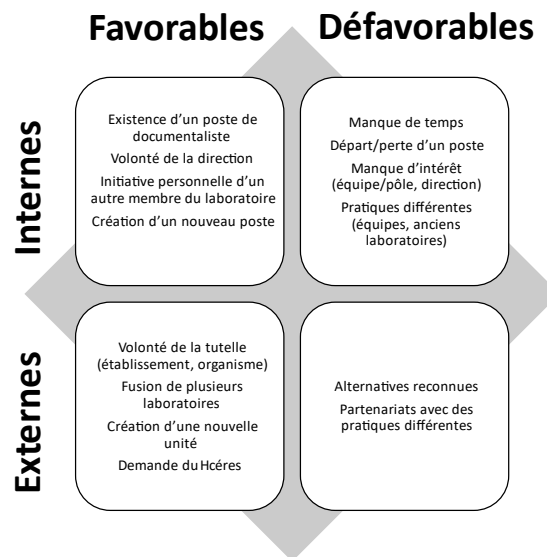 Favorables
Défavorables
Internes
Existence d'un poste de
documentaliste
Volonté de la direction
Initiative personnelle d'un
autre membre du laboratoire
Création d'un nouveau poste
Manque de temps
Départ/perte d'un poste
Manque d'intérêt
(équipe/pôle, direction)
Pratiques différentes
(équipes, anciens
laboratoires)
Externes
Volonté de la tutelle
(établissement, organisme)
Fusion de plusieurs
laboratoires
Création d'une nouvelle
unité
Demande du Hcéres
Alternatives reconnues
Partenariats avec des
pratiques différentes